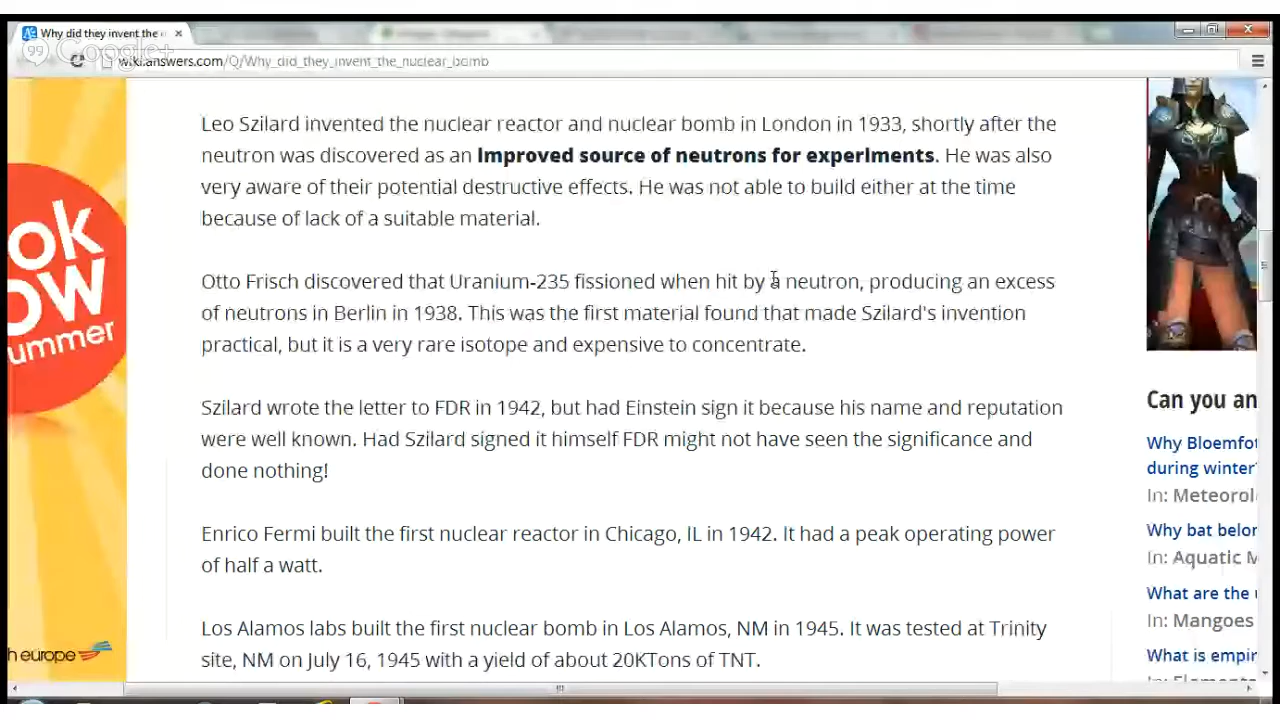 Why did they invent the
Google+
wiki.answers.com/Q/Why_did_they_invent_the_nuclear_bomb
Leo Szilard invented the nuclear reactor and nuclear bomb in London in 1933, shortly after the
neutron was discovered as an improved source of neutrons for experiments. He was also
very aware of their potential destructive effects. He was not able to build either at the time
because of lack of a suitable material.
Otto Frisch discovered that Uranium-235 fissioned when hit by a neutron, producing an excess
of neutrons in Berlin in 1938. This was the first material found that made Szilard's invention
practical, but it is a very rare isotope and expensive to concentrate.
Szilard wrote the letter to FDR in 1942, but had Einstein sign it because his name and reputation
were well known. Had Szilard signed it himself FDR might not have seen the significance and
done nothing!
Enrico Fermi built the first nuclear reactor in Chicago, IL in 1942. It had a peak operating power
of half a watt.
Los Alamos labs built the first nuclear bomb in Los Alamos, NM in 1945. It was tested at Trinity
site, NM on July 16, 1945 with a yield of about 20KTons of TNT.
ok
OW
ummer
h europe
Can you an
Why Bloemfo
during winter?
In: Meteorol
Why bat belor
In: Aquatic M
What are the
In: Mangoes
What is empir